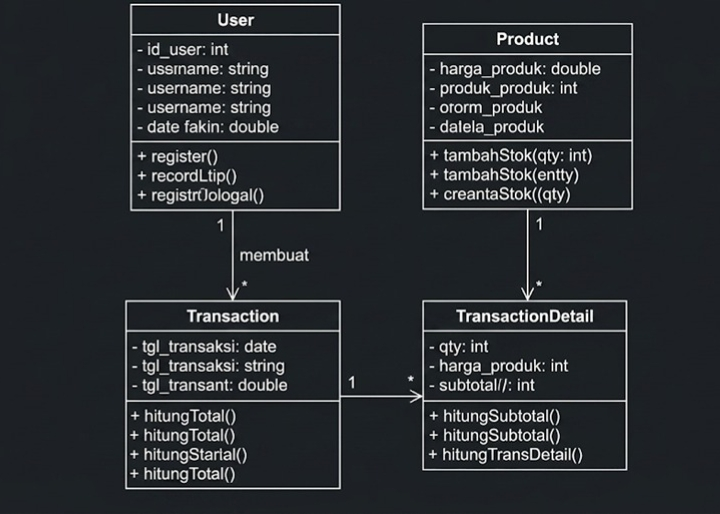 User
- id_user: int
- ussrname: string
- username: string
- username: string
- date fakin: double
+ register()
+ recordLtip()
Product
- harga_produk: double
- produk_produk: int
- ororm_produk
- dalela_produk
+ tambahStok(qty: int)
+ tambahStok(entty)
+ creantaStok((qty)
1
membuat
*
1
*
Transaction
- tgl_transaksi: date
- tgl_transaksi: string
- tgl_transant: double
+ hitungTotal()
+ hitungTotal()
+ hitungStarlal()
+ hitungTotal()
1
*
TransactionDetail
- qty: int
- harga_produk: int
- subtotal//: int
+ hitungSubtotal()
+ hitungSubtotal()
+ hitungTransDetail()